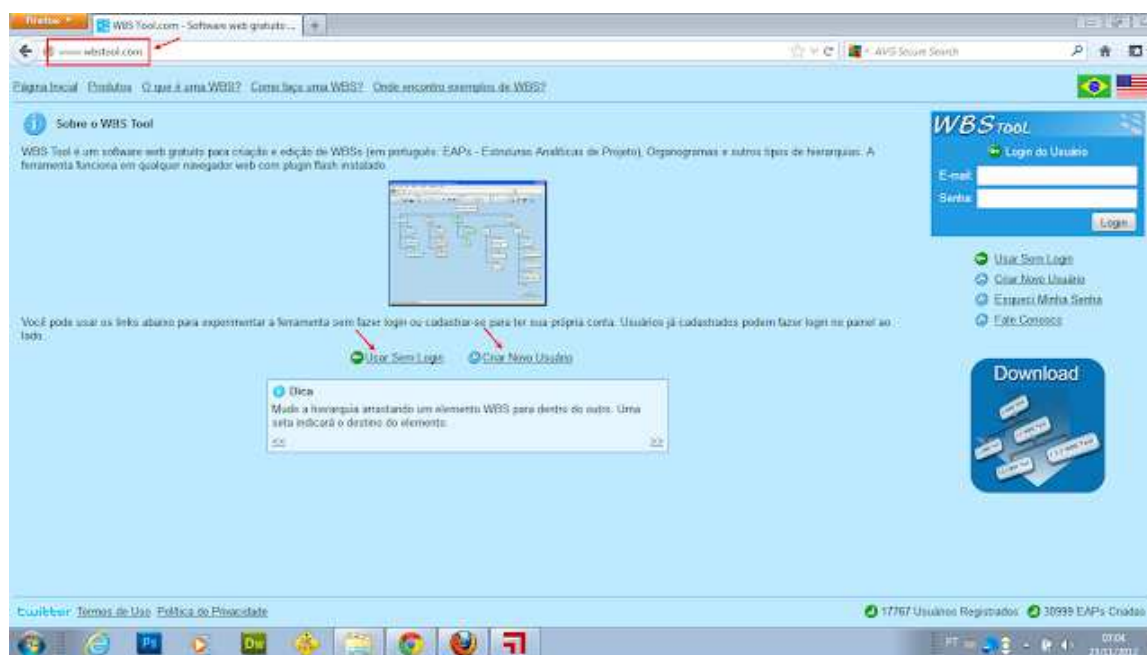 Firefox
WBS Tool.com - Software web gratuito ...
www.wbstool.com
AVG Secure Search
Página Inicial Produtos O que é uma WBS? Como faço uma WBS? Onde encontro exemplos de WBS?
Sobre o WBS Tool
WBS Tool é um software web gratuito para criação e edição de WBSs (em português: EAPs - Estruturas Analíticas de Projeto), Organogramas e outros tipos de hierarquias. A
ferramenta funciona em qualquer navegador web com plugin flash instalado.
Você pode usar os links abaixo para experimentar a ferramenta sem fazer login ou cadastrar-se para ter sua própria conta. Usuários já cadastrados podem fazer login no painel ao
lado.
Usar Sem Login Criar Novo Usuário
Dica
Mude a hierarquia arrastando um elemento WBS para dentro do outro. Uma
seta indicará o destino do elemento.
<< >>
WBS TOOL
Login do Usuário
E-mail:
Senha:
Login
Usar Sem Login
Criar Novo Usuário
Esqueci Minha Senha
Fale Conosco
Download
twitter Termos de Uso Política de Privacidade
17767 Usuários Registrados 30999 EAPs Criadas
Ps Dw
PT 07:04
23/11/2012